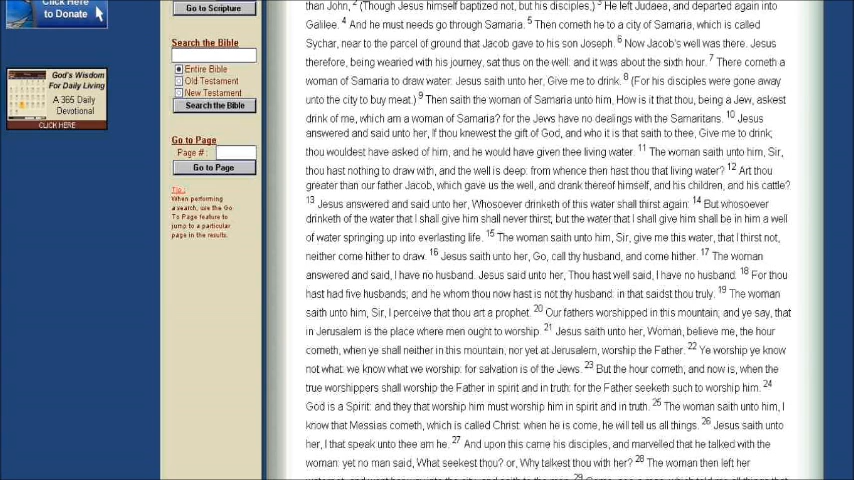 Click Here
to Donate
God's Wisdom
For Daily Living
A 365 Daily
Devotional
CLICK HERE
Go to Scripture
Search the Bible
Entire Bible
Old Testament
New Testament
Search the Bible
Go to Page
Page #:
Go to Page
Tip:
When performing
a search, use the Go
To Page feature to
jump to a particular
page in the results.
than John, 2 (Though Jesus himself baptized not, but his disciples,) 3 He left Judaea, and departed again into
Galilee. 4 And he must needs go through Samaria. 5 Then cometh he to a city of Samaria, which is called
Sychar, near to the parcel of ground that Jacob gave to his son Joseph. 6 Now Jacob's well was there. Jesus
therefore, being wearied with his journey, sat thus on the well: and it was about the sixth hour. 7 There cometh a
woman of Samaria to draw water: Jesus saith unto her, Give me to drink. 8 (For his disciples were gone away
unto the city to buy meat.) 9 Then saith the woman of Samaria unto him, How is it that thou, being a Jew, askest
drink of me, which am a woman of Samaria? for the Jews have no dealings with the Samaritans. 10 Jesus
answered and said unto her, If thou knewest the gift of God, and who it is that saith to thee, Give me to drink;
thou wouldest have asked of him, and he would have given thee living water. 11 The woman saith unto him, Sir,
thou hast nothing to draw with, and the well is deep: from whence then hast thou that living water? 12 Art thou
greater than our father Jacob, which gave us the well, and drank thereof himself, and his children, and his cattle?
13 Jesus answered and said unto her, Whosoever drinketh of this water shall thirst again: 14 But whosoever
drinketh of the water that I shall give him shall never thirst; but the water that I shall give him shall be in him a well
of water springing up into everlasting life. 15 The woman saith unto him, Sir, give me this water, that I thirst not,
neither come hither to draw. 16 Jesus saith unto her, Go, call thy husband, and come hither. 17 The woman
answered and said, I have no husband. Jesus said unto her, Thou hast well said, I have no husband: 18 For thou
hast had five husbands; and he whom thou now hast is not thy husband: in that saidst thou truly. 19 The woman
saith unto him, Sir, I perceive that thou art a prophet. 20 Our fathers worshipped in this mountain; and ye say, that
in Jerusalem is the place where men ought to worship. 21 Jesus saith unto her, Woman, believe me, the hour
cometh, when ye shall neither in this mountain, nor yet at Jerusalem, worship the Father. 22 Ye worship ye know
not what: we know what we worship: for salvation is of the Jews. 23 But the hour cometh, and now is, when the
true worshippers shall worship the Father in spirit and in truth: for the Father seeketh such to worship him. 24
God is a Spirit: and they that worship him must worship him in spirit and in truth. 25 The woman saith unto him, I
know that Messias cometh, which is called Christ: when he is come, he will tell us all things. 26 Jesus saith unto
her, I that speak unto thee am he. 27 And upon this came his disciples, and marvelled that he talked with the
woman: yet no man said, What seekest thou? or, Why talkest thou with her? 28 The woman then left her